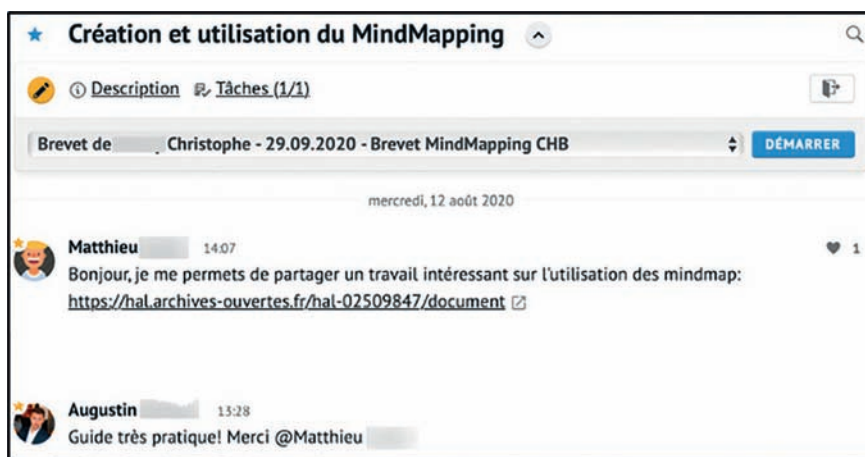 Création et utilisation du MindMapping
Description Tâches (1/1)
Brevet de Christophe - 29.09.2020 - Brevet MindMapping CHB DÉMARRER
mercredi, 12 août 2020
Matthieu 14:07 1
Bonjour, je me permets de partager un travail intéressant sur l'utilisation des mindmap:
https://hal.archives-ouvertes.fr/hal-02509847/document
Augustin 13:28
Guide très pratique! Merci @Matthieu